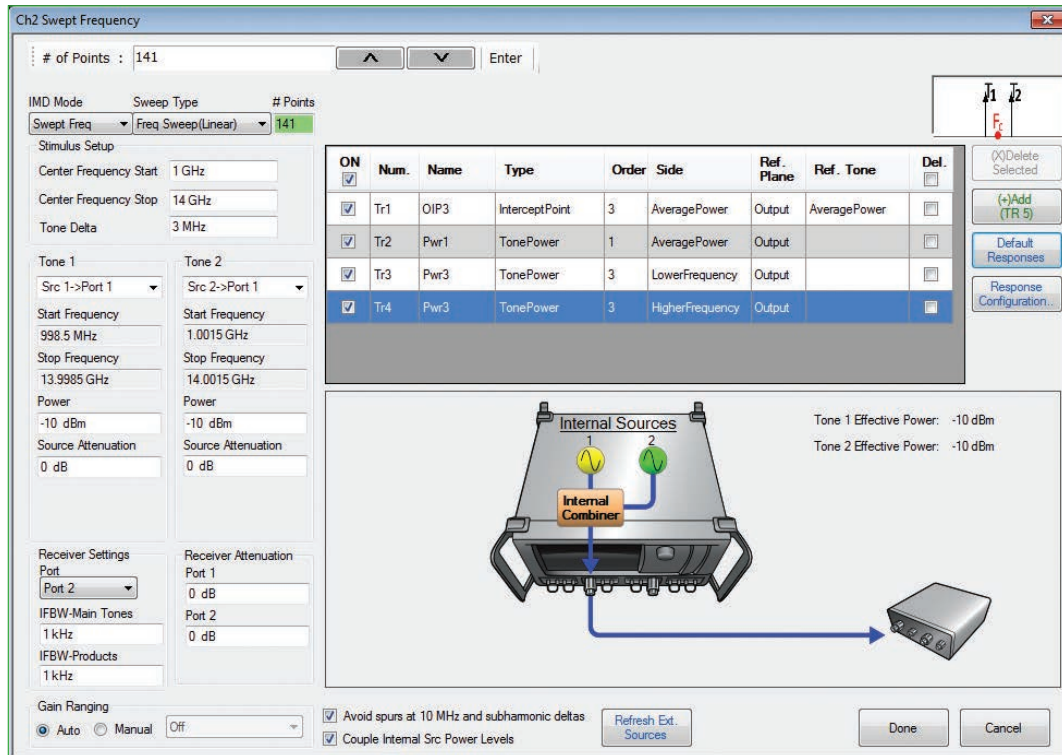 Ch2 Swept Frequency
# of Points : 141 Enter
IMD Mode Sweep Type # Points
Swept Freq Freq Sweep(Linear) 141
Stimulus Setup
Center Frequency Start 1 GHz
Center Frequency Stop 14 GHz
Tone Delta 3 MHz
Tone 1
Src 1->Port 1
Start Frequency
998.5 MHz
Stop Frequency
13.9985 GHz
Power
-10 dBm
Source Attenuation
0 dB
Tone 2
Src 2->Port 1
Start Frequency
1.0015 GHz
Stop Frequency
14.0015 GHz
Power
-10 dBm
Source Attenuation
0 dB
Receiver Settings
Port
Port 2
IFBW-Main Tones
1 kHz
IFBW-Products
1 kHz
Receiver Attenuation
Port 1
0 dB
Port 2
0 dB
Gain Ranging
Auto Manual Off
ON Num. Name Type Order Side Ref. Plane Ref. Tone Del.
Tr1 OIP3 InterceptPoint 3 AveragePower Output AveragePower
Tr2 Pwr1 TonePower 1 AveragePower Output
Tr3 Pwr3 TonePower 3 LowerFrequency Output
Tr4 Pwr3 TonePower 3 HigherFrequency Output
T1 T2
Fc
(X)Delete
Selected
(+)Add
(TR 5)
Default
Responses
Response
Configuration..
Internal Sources
1 2
Internal
Combiner
Tone 1 Effective Power: -10 dBm
Tone 2 Effective Power: -10 dBm
Avoid spurs at 10 MHz and subharmonic deltas
Couple Internal Src Power Levels
Refresh Ext.
Sources
Done
Cancel